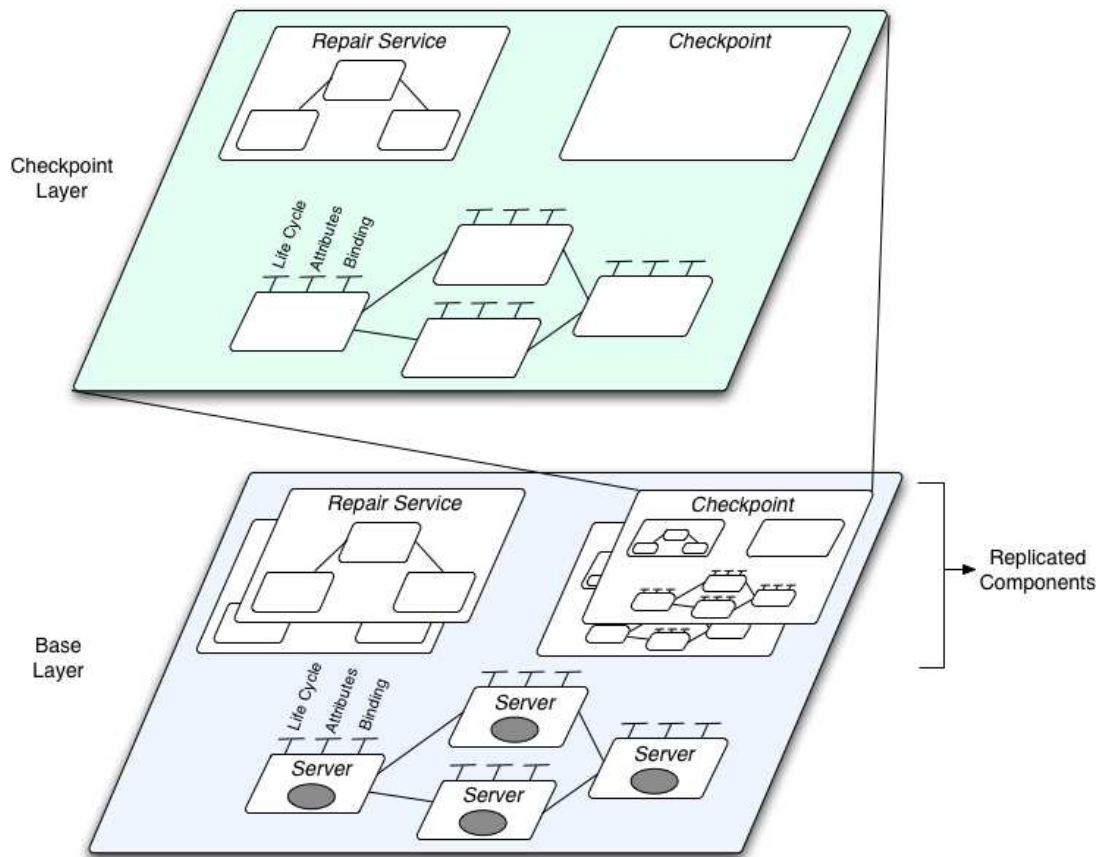 Repair Service
Checkpoint
Checkpoint
Layer
Life Cycle
Attributes
Binding
Repair Service
Checkpoint
Replicated
Components
Base
Layer
Life Cycle
Attributes
Binding
Server
Server
Server
Server